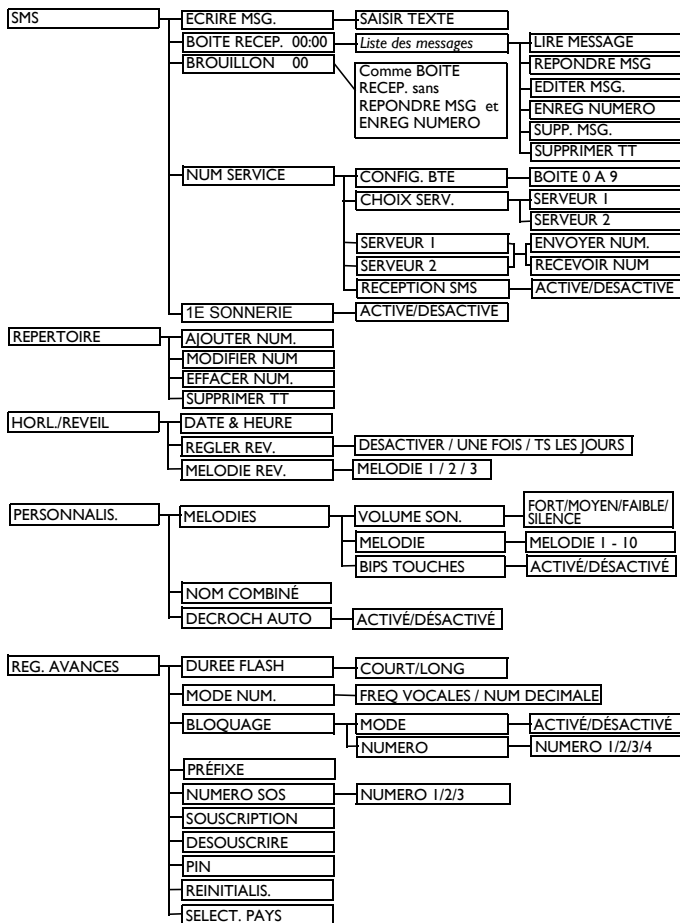 SMS
ECRIRE MSG.
SAISIR TEXTE
BOITE RECEP. 00:00
Liste des messages
LIRE MESSAGE
REPONDRE MSG
EDITER MSG.
ENREG NUMERO
SUPP. MSG.
SUPPRIMER TT
BROUILLON 00
Comme BOITE
RECEP. sans
REPONDRE MSG et
ENREG NUMERO
NUM SERVICE
CONFIG. BTE
BOITE 0 A 9
CHOIX SERV.
SERVEUR 1
SERVEUR 2
SERVEUR 1
SERVEUR 2
ENVOYER NUM.
RECEVOIR NUM
RECEPTION SMS
ACTIVE/DESACTIVE
1E SONNERIE
ACTIVE/DESACTIVE
REPERTOIRE
AJOUTER NUM.
MODIFIER NUM
EFFACER NUM.
SUPPRIMER TT
HORL./REVEIL
DATE & HEURE
REGLER REV.
DESACTIVER / UNE FOIS / TS LES JOURS
MELODIE REV.
MELODIE 1 / 2 / 3
PERSONNALIS.
MELODIES
VOLUME SON.
FORT/MOYEN/FAIBLE/
SILENCE
MELODIE
MELODIE 1 - 10
BIPS TOUCHES
ACTIVÉ/DÉSACTIVÉ
NOM COMBINÉ
DECROCH AUTO
ACTIVÉ/DÉSACTIVÉ
REG. AVANCES
DUREE FLASH
COURT/LONG
MODE NUM.
FREQ VOCALES / NUM DECIMALE
BLOQUAGE
MODE
ACTIVÉ/DÉSACTIVÉ
NUMERO
NUMERO 1/2/3/4
PRÉFIXE
NUMERO SOS
NUMERO 1/2/3
SOUSCRIPTION
DESOUSCRIRE
PIN
REINITIALIS.
SELECT. PAYS